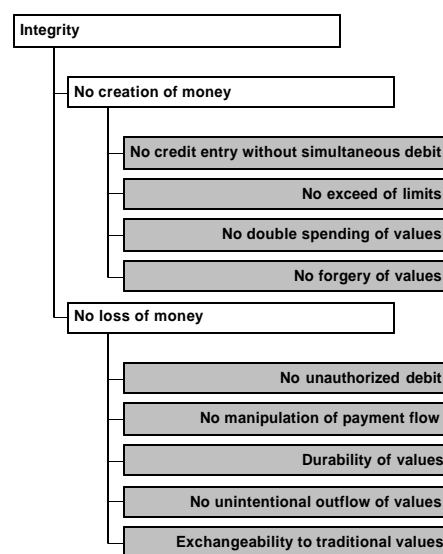 Integrity
No creation of money
No credit entry without simultaneous debit
No exceed of limits
No double spending of values
No forgery of values
No loss of money
No unauthorized debit
No manipulation of payment flow
Durability of values
No unintentional outflow of values
Exchangeability to traditional values